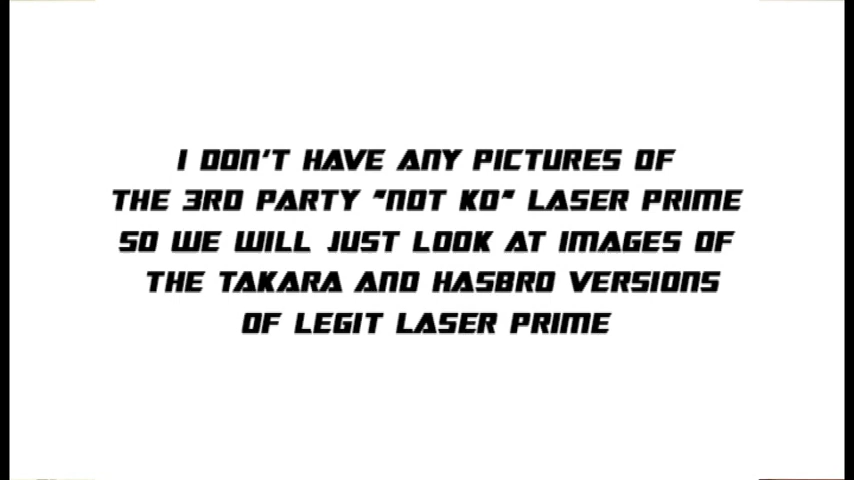 I DON'T HAVE ANY PICTURES OF
THE 3RD PARTY "NOT KO" LASER PRIME
SO WE WILL JUST LOOK AT IMAGES OF
THE TAKARA AND HASBRO VERSIONS
OF LEGIT LASER PRIME